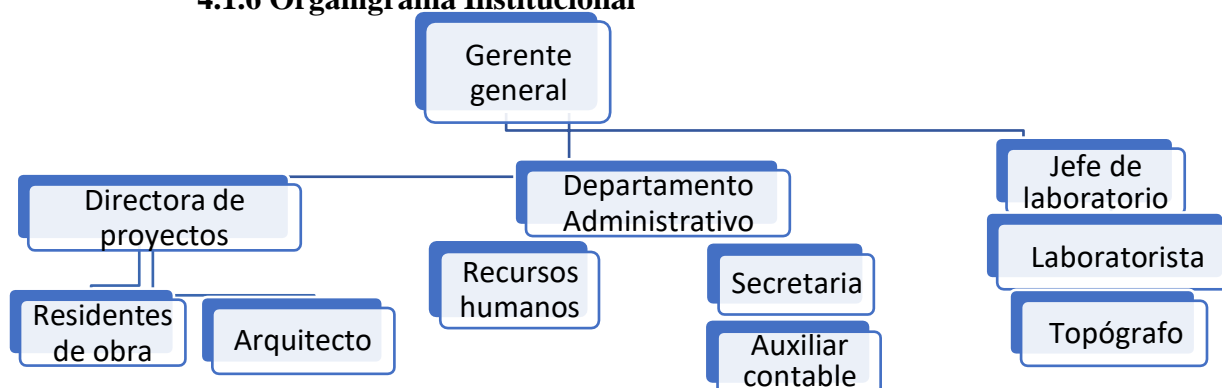 4.1.6 Organigrama Institucional
Gerente
general
Directora de
proyectos
Departamento
Administrativo
Jefe de
laboratorio
Residentes
de obra
Arquitecto
Recursos
humanos
Secretaria
Auxiliar
contable
Laboratorista
Topógrafo